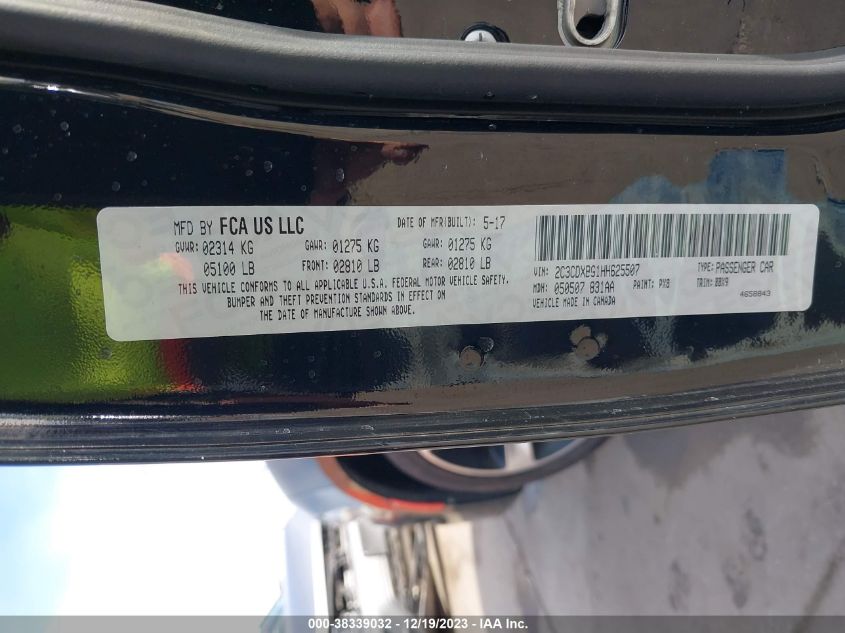 MFD BY FCA US LLC DATE OF MFR(BUILT): 5-17
GVWR: 02314 KG GAWR: 01275 KG GAWR: 01275 KG
05100 LB FRONT: 02810 LB REAR: 02810 LB
THIS VEHICLE CONFORMS TO ALL APPLICABLE U.S.A. FEDERAL MOTOR VEHICLE SAFETY,
BUMPER AND THEFT PREVENTION STANDARDS IN EFFECT ON
THE DATE OF MANUFACTURE SHOWN ABOVE.
VIN: 2C3CDXBG1HH625507 TYPE: PASSENGER CAR
MDH: 050507 831AA PAINT: PX8 TRIM:
VEHICLE MADE IN CANADA 4658843
000-38339032 - 12/19/2023 - IAA Inc.